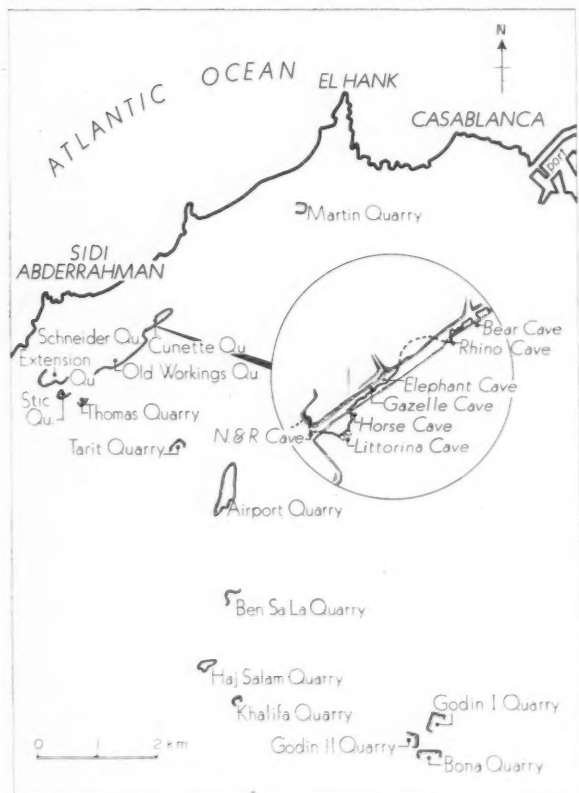 N
ATLANTIC OCEAN
EL HANK
CASABLANCA
port
Martin Quarry
SIDI
ABDERRAHMAN
Schneider Qu
Cunette Qu
Extension
Qu
Old Workings Qu
Stic
Qu
Thomas Quarry
Tarit Quarry
Bear Cave
Rhino Cave
Elephant Cave
Gazelle Cave
Horse Cave
N & R Cave
Littorina Cave
Airport Quarry
Ben Sa La Quarry
Haj Salam Quarry
Khalifa Quarry
Godin I Quarry
Godin II Quarry
Bona Quarry
0 2 km